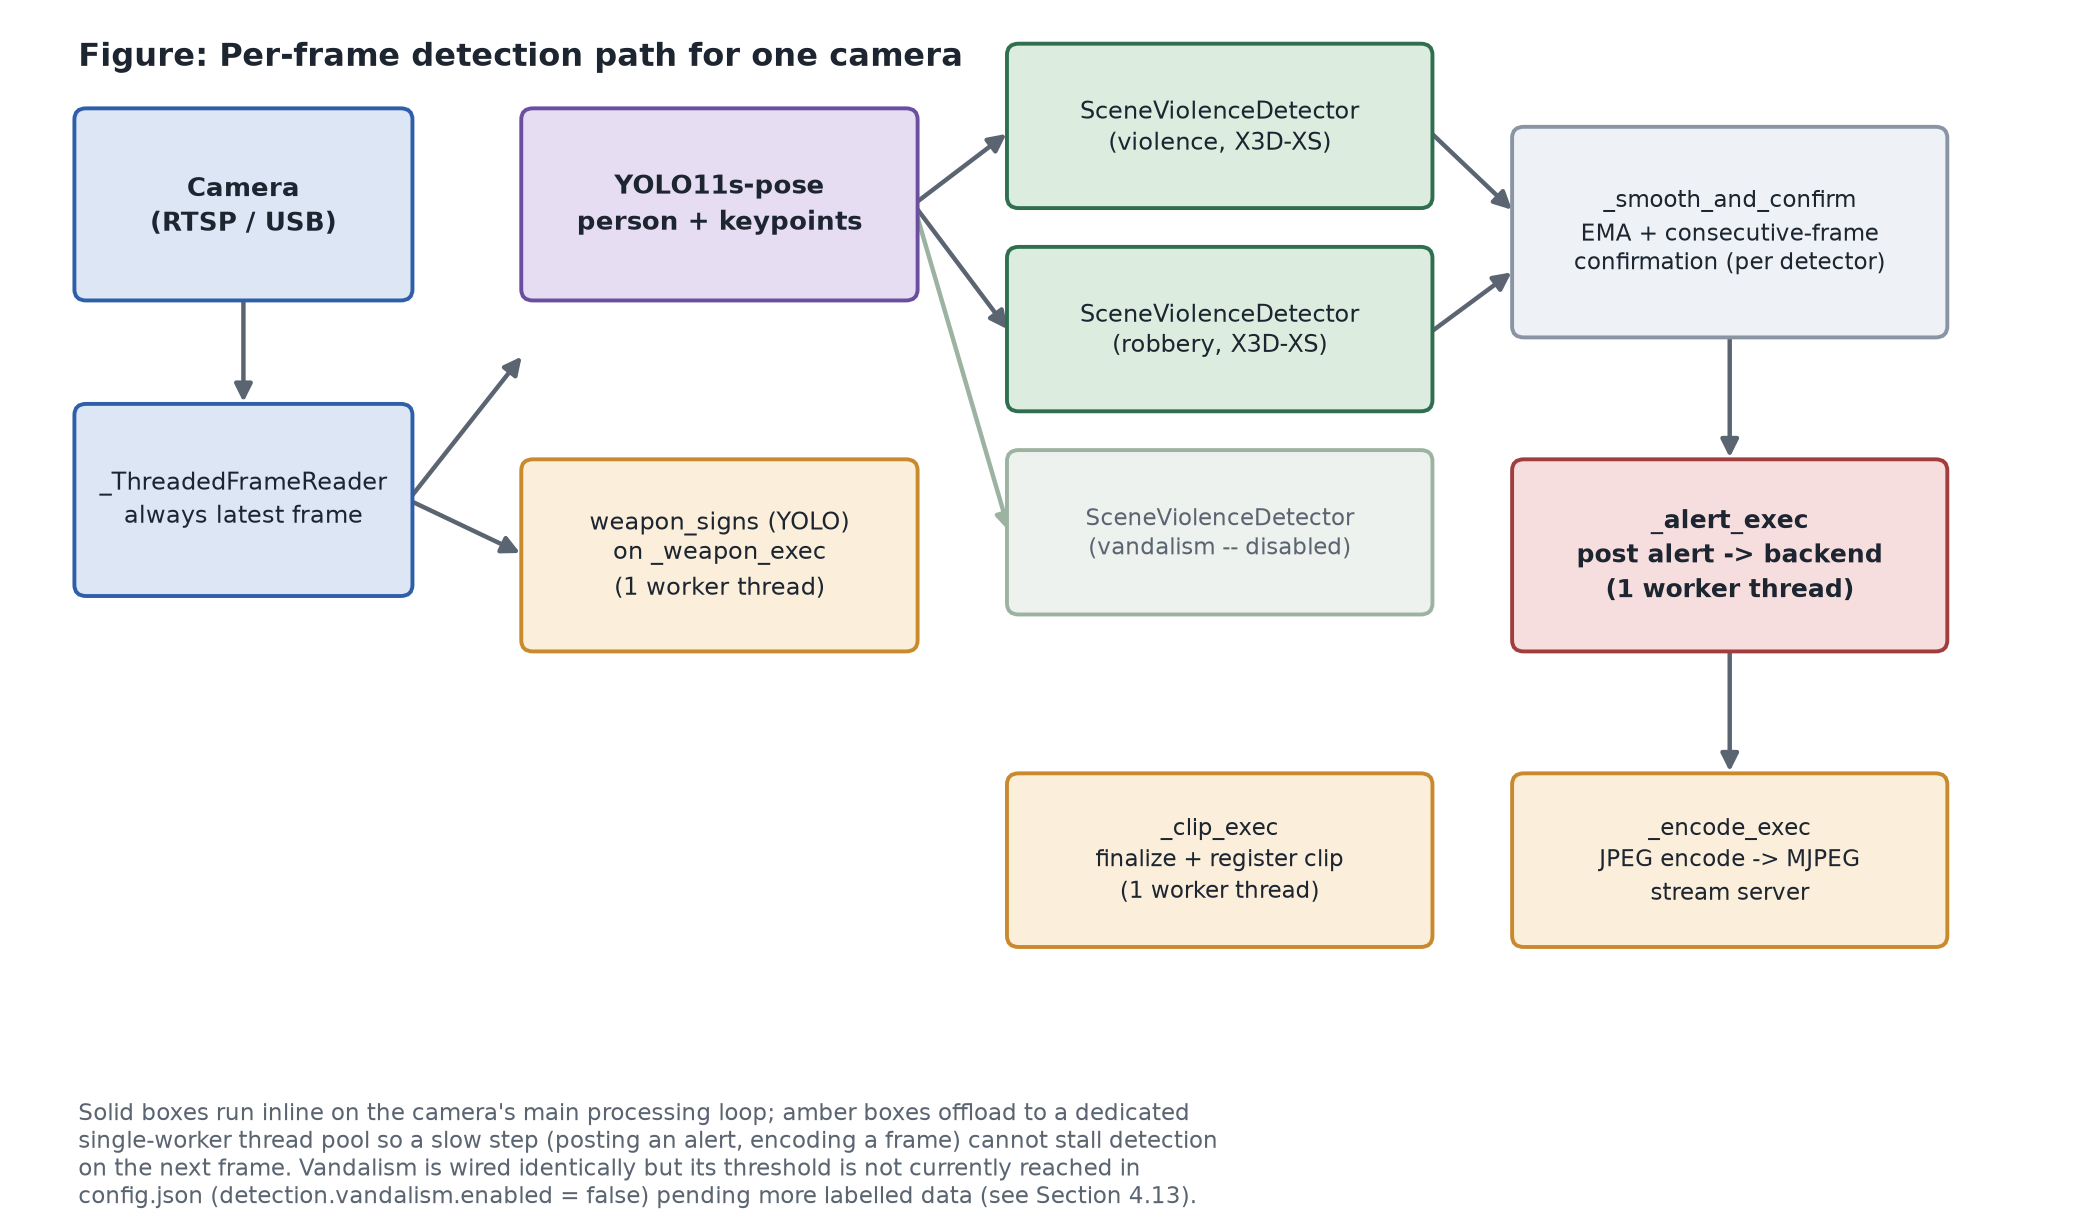 Figure: Per-frame detection path for one camera
Camera
(RTSP / USB)
_ThreadedFrameReader
always latest frame
YOLO11s-pose
person + keypoints
weapon_signs (YOLO)
on _weapon_exec
(1 worker thread)
SceneViolenceDetector
(violence, X3D-XS)
SceneViolenceDetector
(robbery, X3D-XS)
SceneViolenceDetector
(vandalism -- disabled)
_smooth_and_confirm
EMA + consecutive-frame
confirmation (per detector)
_alert_exec
post alert -> backend
(1 worker thread)
_clip_exec
finalize + register clip
(1 worker thread)
_encode_exec
JPEG encode -> MJPEG
stream server
Solid boxes run inline on the camera's main processing loop; amber boxes offload to a dedicated
single-worker thread pool so a slow step (posting an alert, encoding a frame) cannot stall detection
on the next frame. Vandalism is wired identically but its threshold is not currently reached in
config.json (detection.vandalism.enabled = false) pending more labelled data (see Section 4.13).